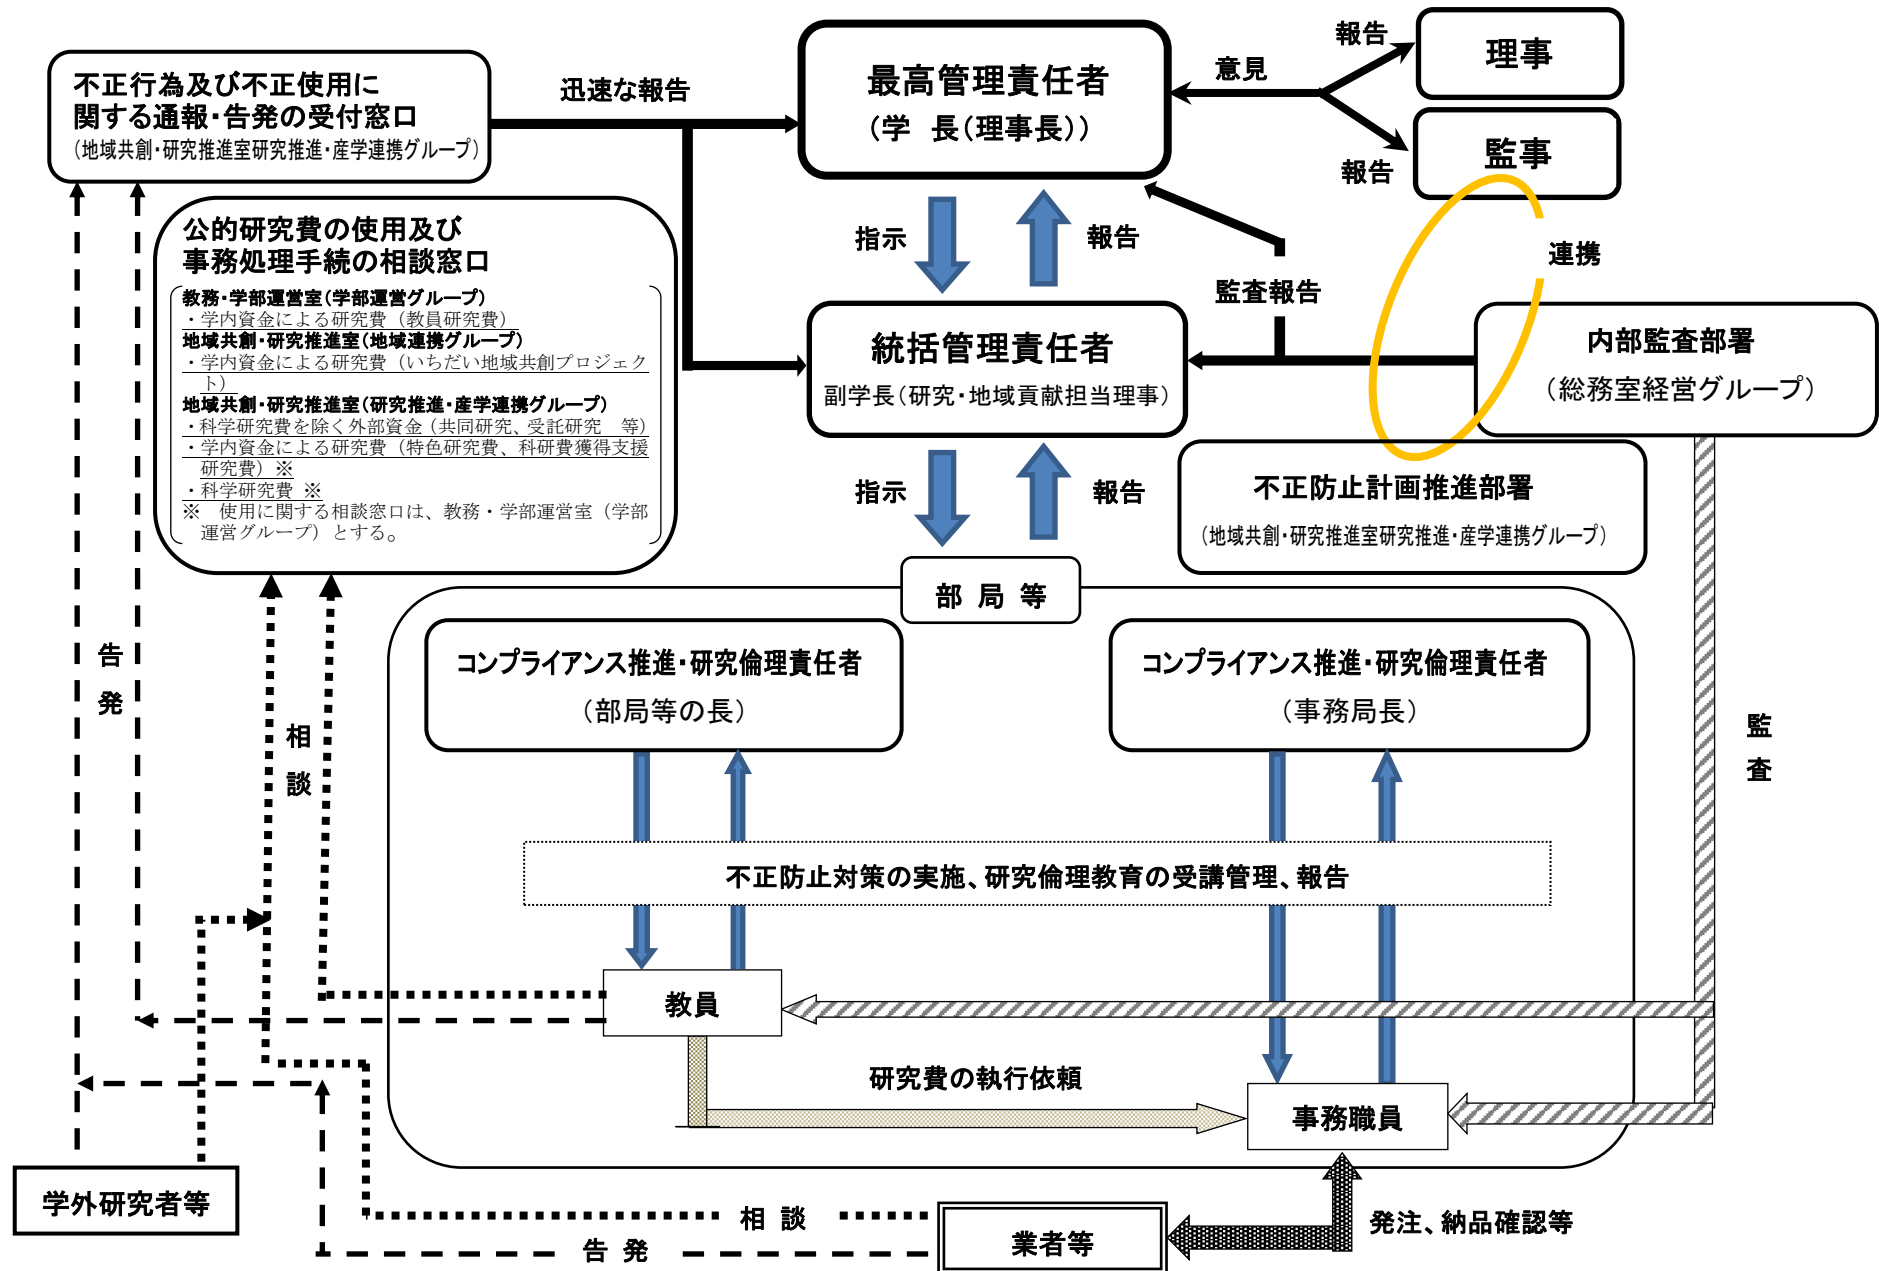 不正行為及び不正使用に
関する通報・告発の受付窓口
（地域共創・研究推進室研究推進・産学連携グループ）
迅速な報告
最高管理責任者
（学　長（理事長））
意見
報告
理事
報告
監事
公的研究費の使用及び
事務処理手続の相談窓口
教務・学部運営室（学部運営グループ）
・学内資金による研究費（教員研究費）
地域共創・研究推進室（地域連携グループ）
・学内資金による研究費（いちだい地域共創プロジェク
ト）
地域共創・研究推進室（研究推進・産学連携グループ）
・科学研究費を除く外部資金（共同研究、受託研究　等）
・学内資金による研究費（特色研究費、科研費獲得支援
研究費）※
・科学研究費 ※
※　使用に関する相談窓口は、教務・学部運営室（学部
運営グループ）とする。
指示
報告
監査報告
連携
統括管理責任者
副学長（研究・地域貢献担当理事）
内部監査部署
（総務室経営グループ）
指示
報告
不正防止計画推進部署
（地域共創・研究推進室研究推進・産学連携グループ）
部 局 等
コンプライアンス推進・研究倫理責任者
（部局等の長）
コンプライアンス推進・研究倫理責任者
（事務局長）
告
発
相
談
監
査
不正防止対策の実施、研究倫理教育の受講管理、報告
教員
研究費の執行依頼
事務職員
学外研究者等
相 談
告 発
業者等
発注、納品確認等